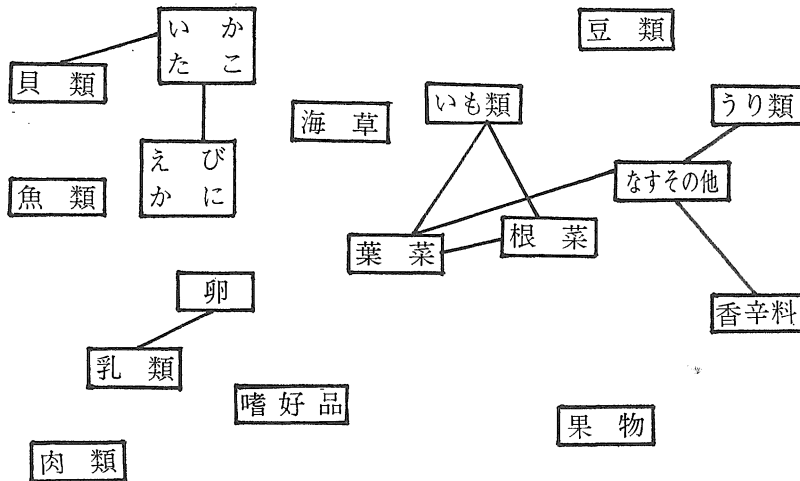 いか
たこ
豆類
貝類
いも類
うり類
海草
えび
かに
なすその他
魚類
葉菜
根菜
卵
香辛料
乳類
嗜好品
果物
肉類